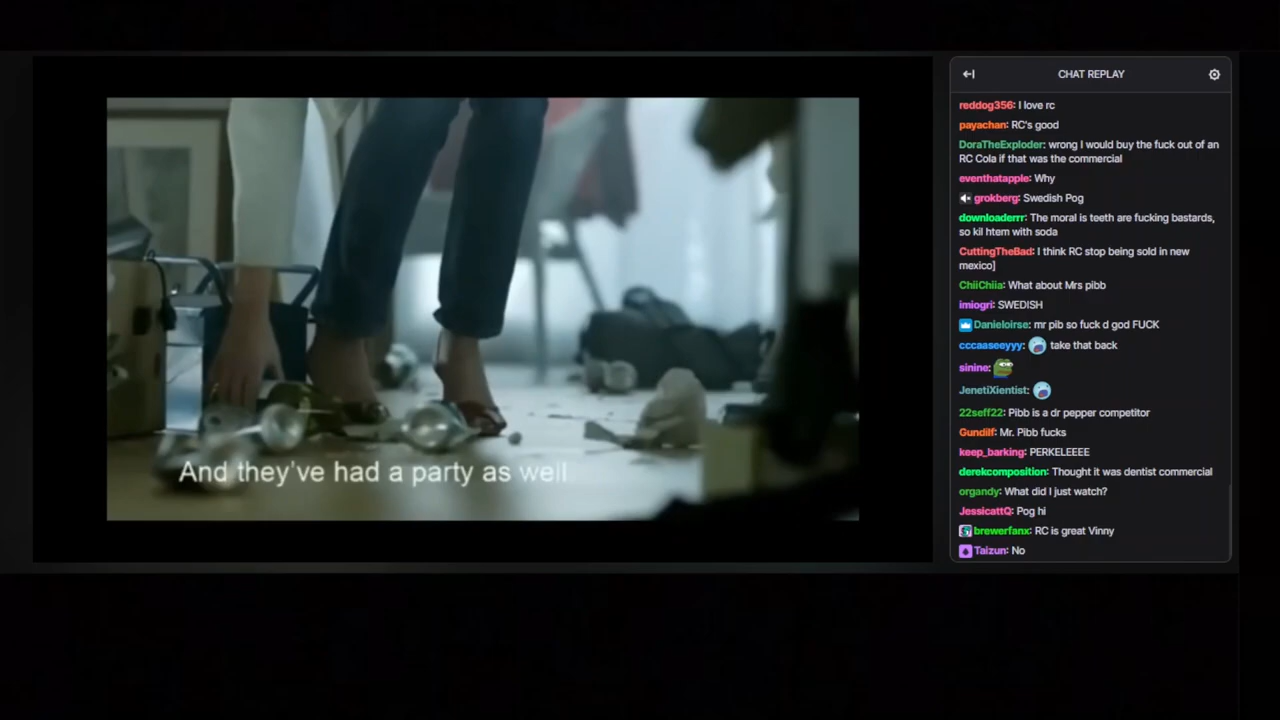 CHAT REPLAY
reddog356: I love rc
payachan: RC's good
DoraTheExploder: wrong I would buy the fuck out of an
RC Cola if that was the commercial
eventhatapple: Why
grokberg: Swedish Pog
downloaderrr: The moral is teeth are fucking bastards,
so kil htem with soda
CuttingTheBad: I think RC stop being sold in new
mexico]
ChiiChiia: What about Mrs pibb
imiogri: SWEDISH
Danieloirse: mr pib so fuck d god FUCK
cccaaseeyyy: take that back
sinine:
JenetiXientist:
22seff22: Pibb is a dr pepper competitor
Gundilf: Mr. Pibb fucks
keep_barking: PERKELEEEE
derekcomposition: Thought it was dentist commercial
organdy: What did I just watch?
JessicattQ: Pog hi
brewerfanx: RC is great Vinny
Taizun: No
And they've had a party as well